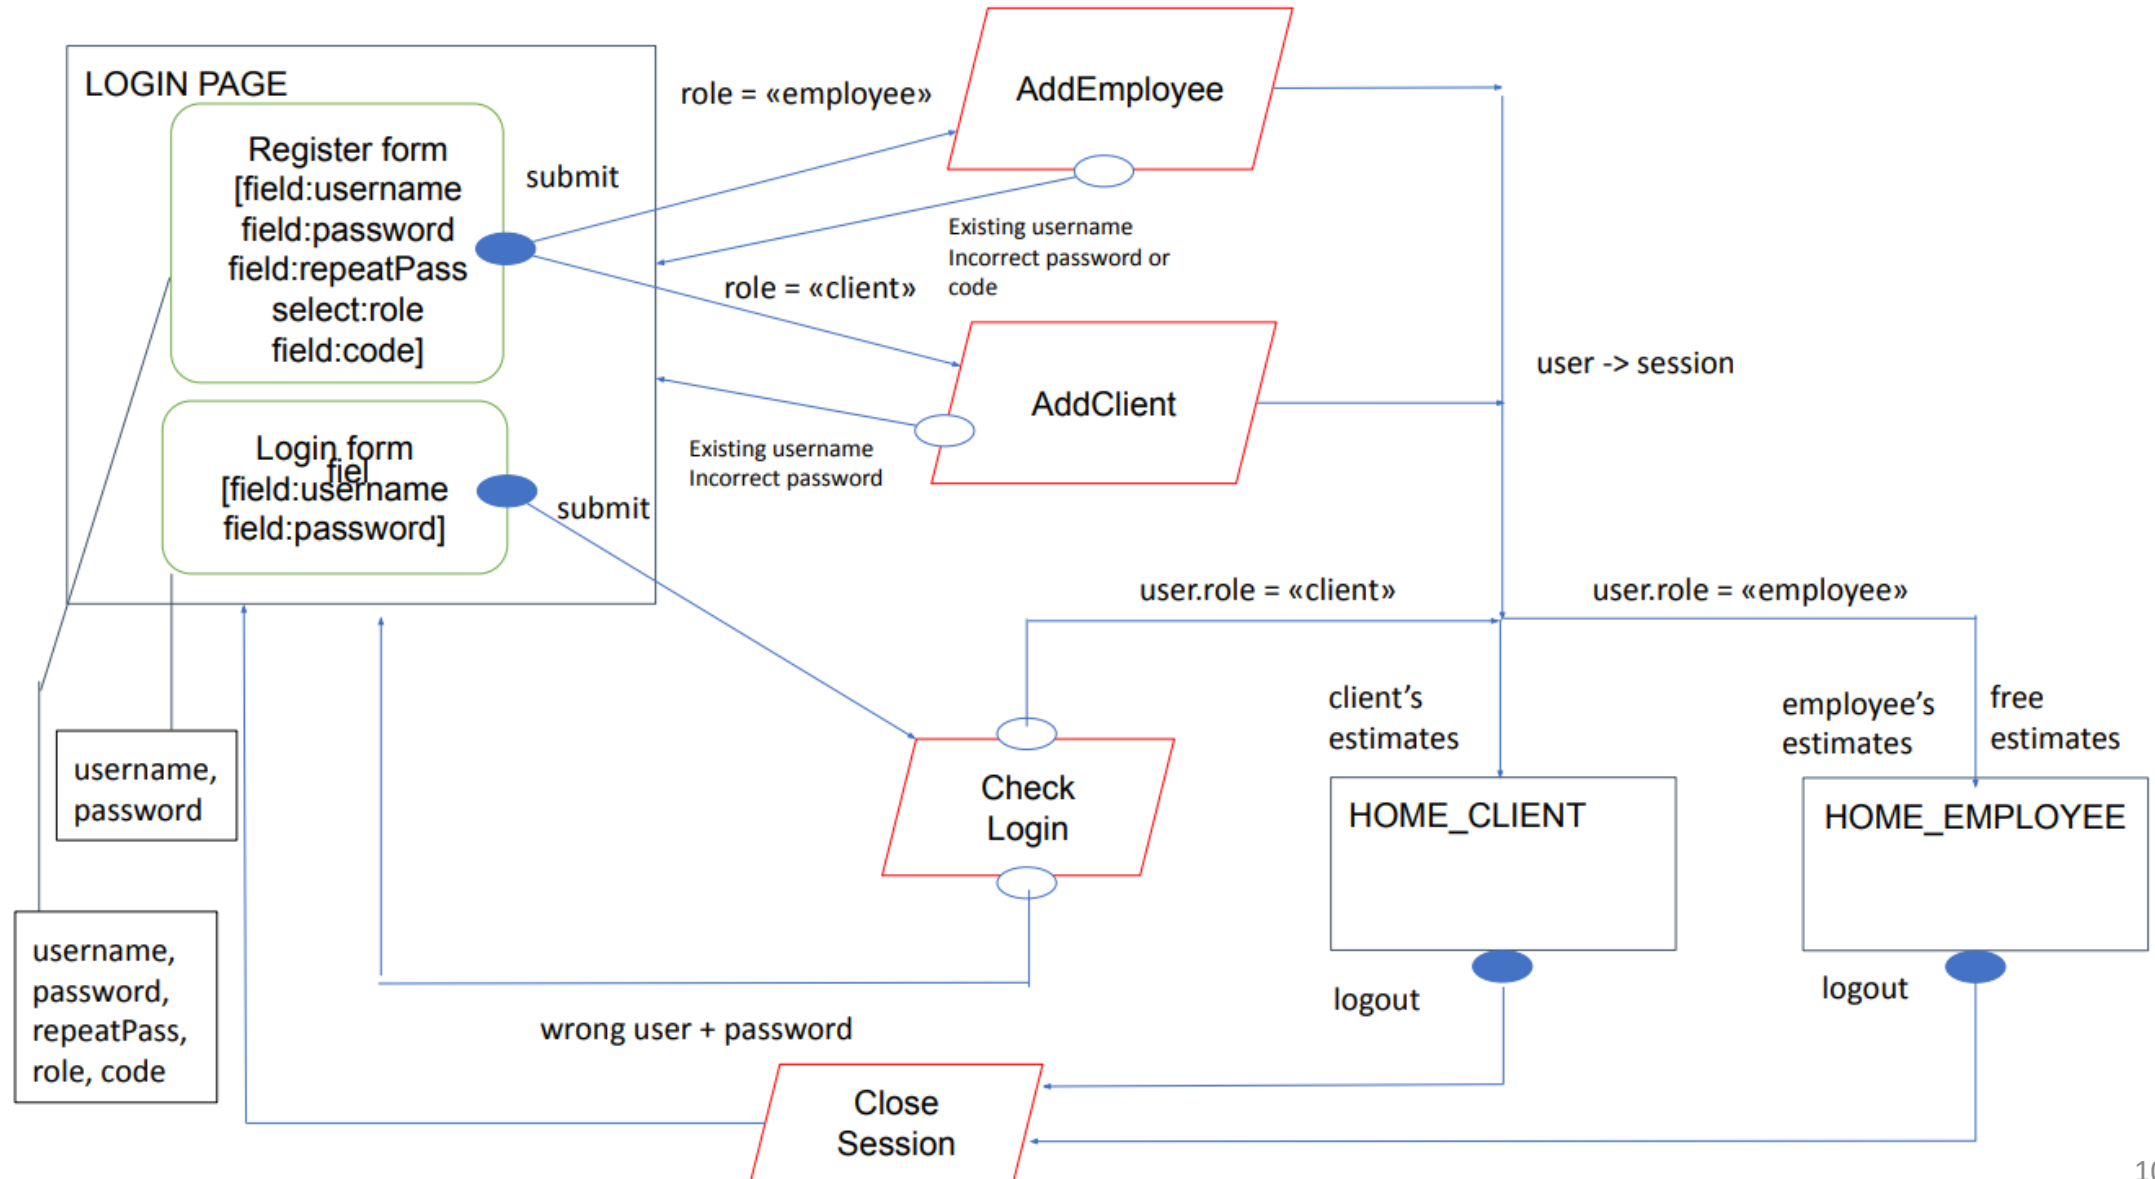 LOGIN PAGE
Register form
[field:username
field:password
field:repeatPass
select:role
field:code]
submit
role = «employee»
AddEmployee
Existing username
Incorrect password or
code
role = «client»
AddClient
Existing username
Incorrect password
user -> session
Login form
fiel
[field:username
field:password]
submit
user.role = «client»
user.role = «employee»
client’s
estimates
employee’s
estimates
free
estimates
username,
password
Check
Login
HOME_CLIENT
HOME_EMPLOYEE
username,
password,
repeatPass,
role, code
logout
logout
wrong user + password
Close
Session